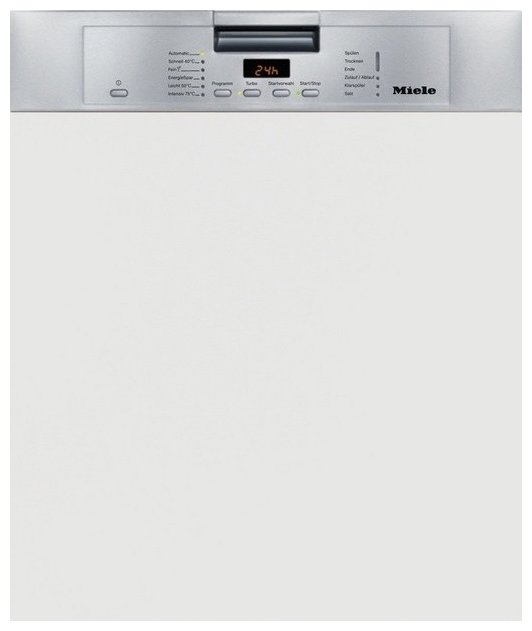 Automatic
Schnell 40°C
Fein
EnergieSpar
Leicht 50°C
Intensiv 75°C
24h
Programm
Turbo
Startvorwahl
Start/Stop
Spülen
Trocknen
Ende
Zulauf / Ablauf
Klarspüler
Salz
Miele